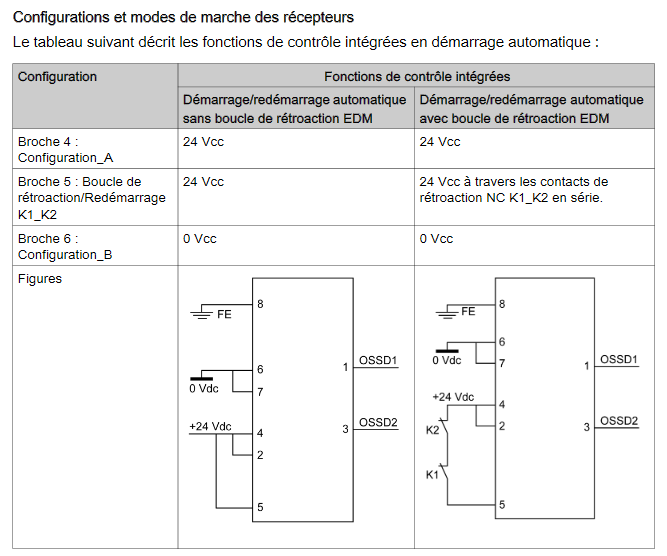 Configurations et modes de marche des récepteurs
Le tableau suivant décrit les fonctions de contrôle intégrées en démarrage automatique :
Configuration
Fonctions de contrôle intégrées
Démarrage/redémarrage automatique
sans boucle de rétroaction EDM
Démarrage/redémarrage automatique
avec boucle de rétroaction EDM
Broche 4 :
Configuration_A
24 Vcc
24 Vcc
Broche 5 : Boucle de
rétroaction/Redémarrage
K1_K2
24 Vcc
24 Vcc à travers les contacts de
rétroaction NC K1_K2 en série.
Broche 6 :
Configuration_B
0 Vcc
0 Vcc
Figures
FE
8
0 Vdc
6
7
+24 Vdc
4
2
5
1
OSSD1
3
OSSD2
FE
8
0 Vdc
6
7
+24 Vdc
4
2
K2
K1
5
1
OSSD1
3
OSSD2